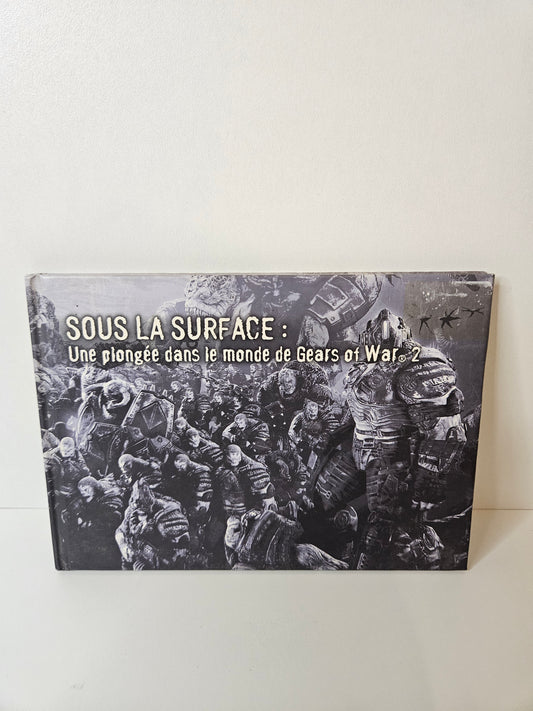 SOUS LA SURFACE :
Une plongée dans le monde de Gears of War® 2